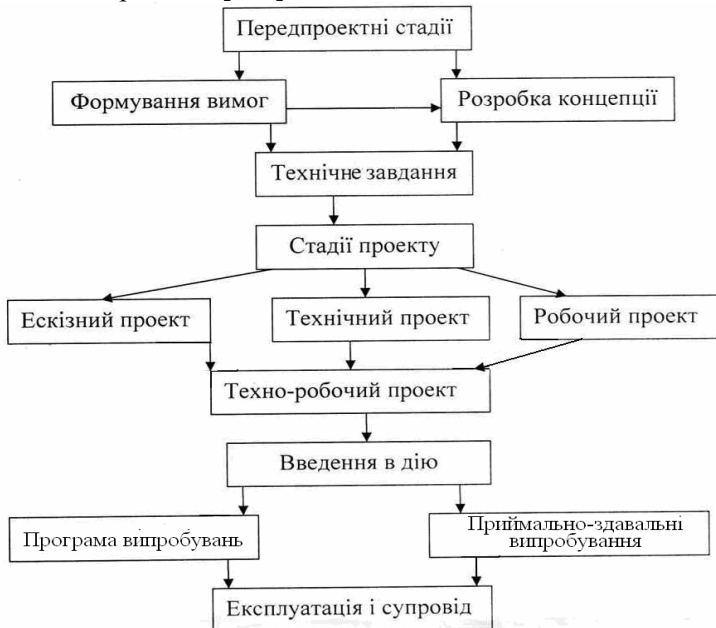 Передпроектні стадії
Формування вимог
Розробка концепції
Технічне завдання
Стадії проекту
Ескізний проект
Технічний проект
Робочий проект
Техно-робочий проект
Введення в дію
Програма випробувань
Приймально-здавальні
випробування
Експлуатація і супровід